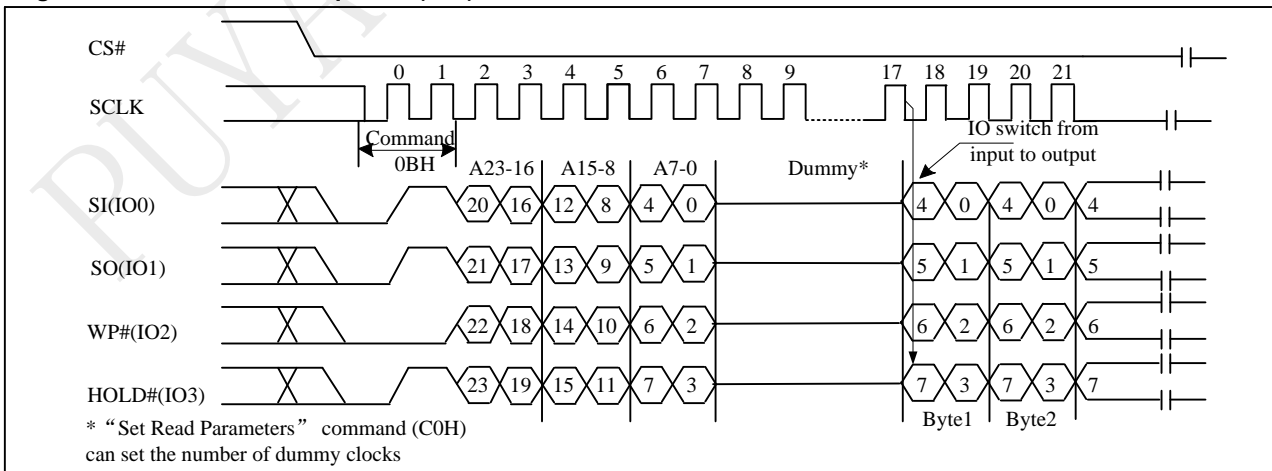 PUYA
CS#
0 1 2 3 4 5 6 7 8 9 17 18 19 20 21
SCLK
Command
0BH
IO switch from
input to output
A23-16 A15-8 A7-0 Dummy*
SI(IO0) 20 16 12 8 4 0 4 0 4 0 4
SO(IO1) 21 17 13 9 5 1 5 1 5 1 5
WP#(IO2) 22 18 14 10 6 2 6 2 6 2 6
HOLD#(IO3) 23 19 15 11 7 3 7 3 7 3 7
Byte1 Byte2
* “Set Read Parameters” command (C0H)
can set the number of dummy clocks